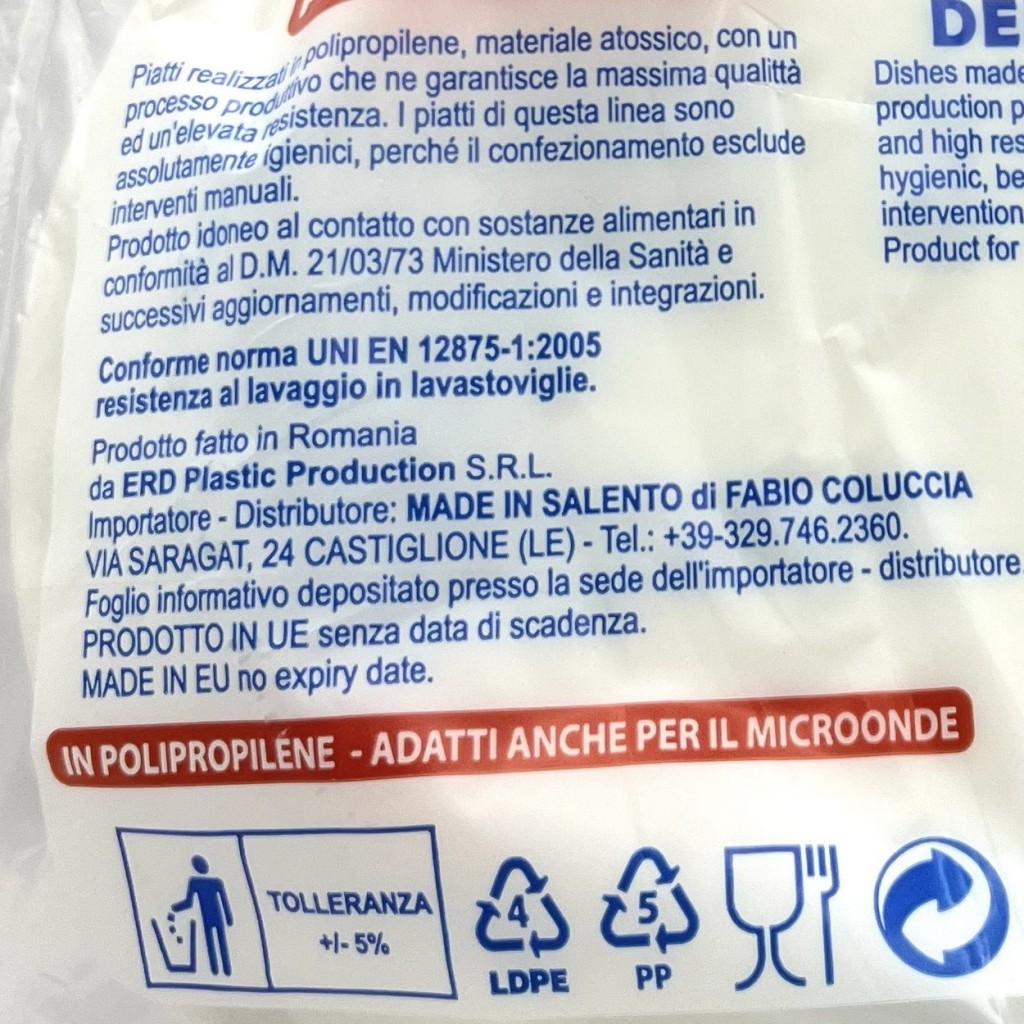 Piatti realizzati in polipropilene, materiale atossico, con un
processo produttivo che ne garantisce la massima qualittà
ed un'elevata resistenza. I piatti di questa linea sono
assolutamente igienici, perché il confezionamento esclude
interventi manuali.
Prodotto idoneo al contatto con sostanze alimentari in
conformità al D.M. 21/03/73 Ministero della Sanità e
successivi aggiornamenti, modificazioni e integrazioni.
Conforme norma UNI EN 12875-1:2005
resistenza al lavaggio in lavastoviglie.
Prodotto fatto in Romania
da ERD Plastic Production S.R.L.
Importatore - Distributore: MADE IN SALENTO di FABIO COLUCCIA
VIA SARAGAT, 24 CASTIGLIONE (LE) - Tel.: +39-329.746.2360.
Foglio informativo depositato presso la sede dell'importatore - distributore.
PRODOTTO IN UE senza data di scadenza.
MADE IN EU no expiry date.
DE
Dishes made
production p
and high res
hygienic, be
intervention
Product for
IN POLIPROPILÉNE - ADATTI ANCHE PER IL MICROONDE
TOLLERANZA
+/- 5%
4
LDPE
5
PP